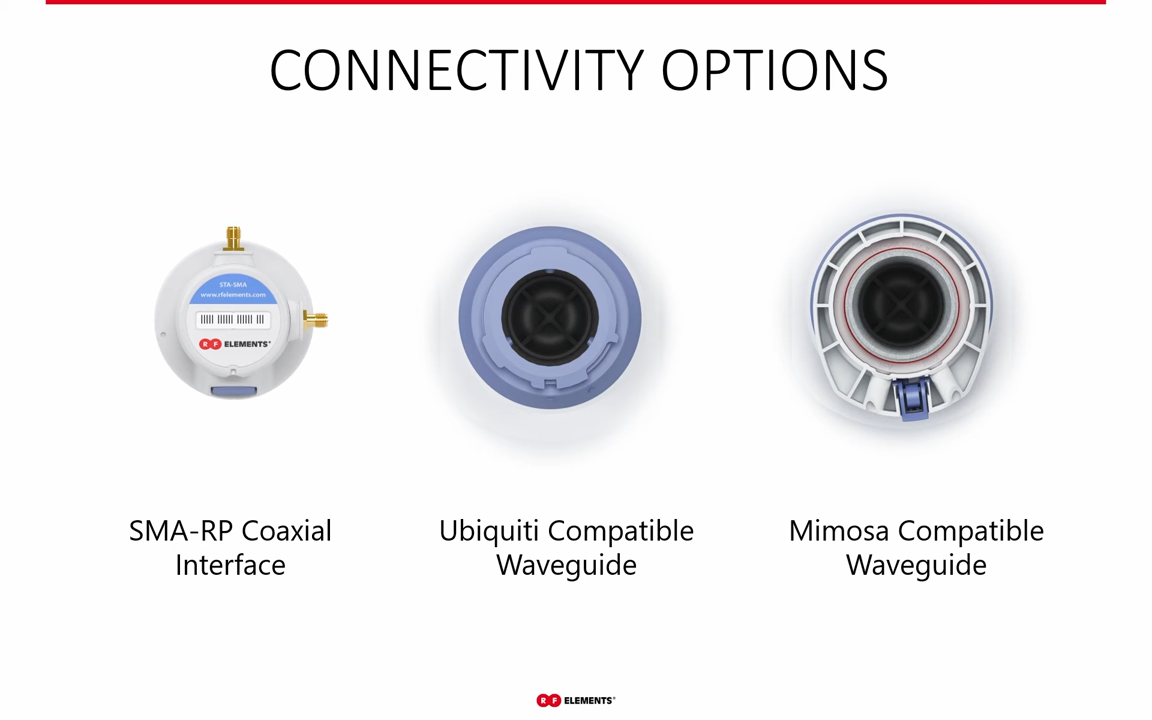 CONNECTIVITY OPTIONS
STA-SMA
www.rfelements.com
RF ELEMENTS®
SMA-RP Coaxial
Interface
Ubiquiti Compatible
Waveguide
Mimosa Compatible
Waveguide
RF ELEMENTS®